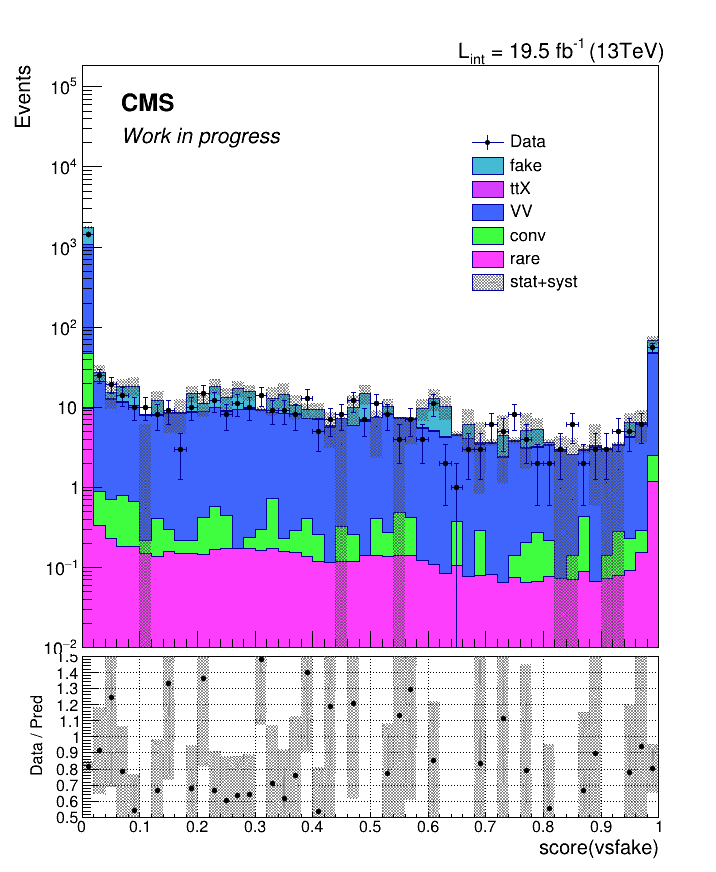 L_int = 19.5 fb^-1 (13TeV)
Events
10^5
10^4
10^3
10^2
10
1
10^−1
10^−2
CMS
Work in progress
Data
fake
ttX
VV
conv
rare
stat+syst
Data / Pred
1.5
1.4
1.3
1.2
1.1
1
0.9
0.8
0.7
0.6
0.5
0 0.1 0.2 0.3 0.4 0.5 0.6 0.7 0.8 0.9 1
score(vsfake)